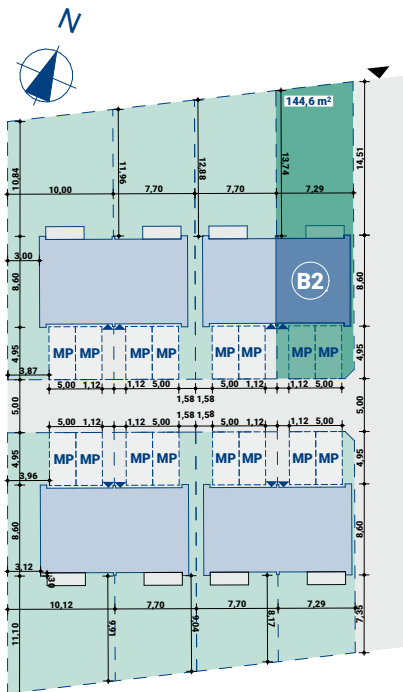 N
144,6 m²
10,84
11,96
12,88
13,74
14,51
10,00 7,70 7,70 7,29
3,00
8,60
B2
8,60
4,95
MP MP MP MP MP MP MP MP
4,95
3,87
5,00 1,12 1,12 5,00 5,00 1,12 1,12 5,00
1,58 1,58
5,00
5,00
1,58 1,58
5,00 1,12 1,12 5,00 5,00 1,12 1,12 5,00
4,95
MP MP MP MP MP MP MP MP
4,95
3,96
8,60
8,60
3,12
10,12 7,70 7,70 7,29
11,10
9,91
9,04
8,17
7,35